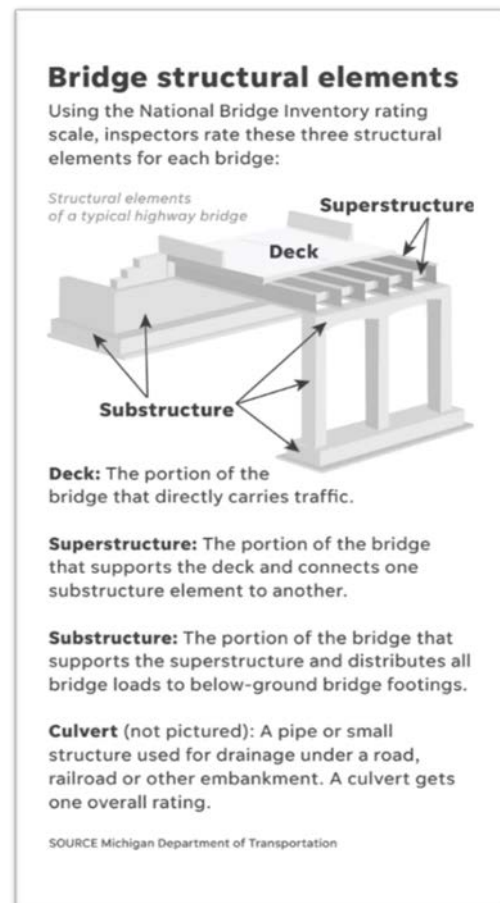 Bridge structural elements
Using the National Bridge Inventory rating
scale, inspectors rate these three structural
elements for each bridge:
Structural elements
of a typical highway bridge
Superstructure
Deck
Substructure
Deck: The portion of the
bridge that directly carries traffic.
Superstructure: The portion of the bridge
that supports the deck and connects one
substructure element to another.
Substructure: The portion of the bridge that
supports the superstructure and distributes all
bridge loads to below-ground bridge footings.
Culvert (not pictured): A pipe or small
structure used for drainage under a road,
railroad or other embankment. A culvert gets
one overall rating.
SOURCE Michigan Department of Transportation